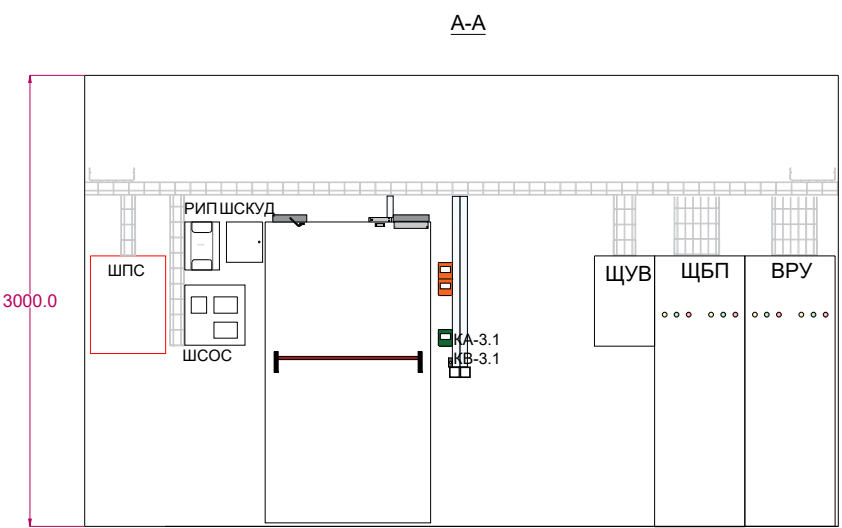 А-А
РИП ШСКУД
ШПС
ЩУВ
ЩБП
ВРУ
3000.0
КА-3.1
ШСОС
КВ-3.1